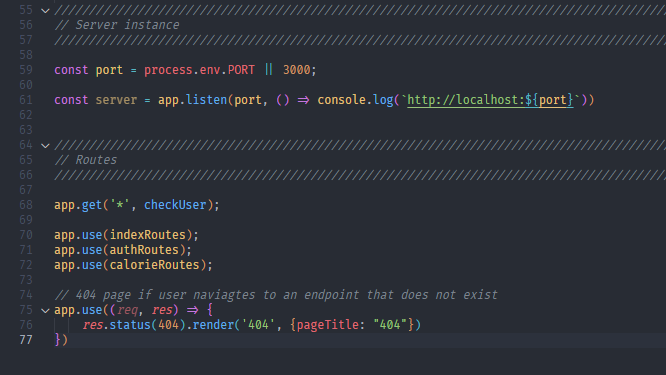 55 ////////////////////////////////////////////////////////////////////////////////////////
56 // Server instance
57 ////////////////////////////////////////////////////////////////////////////////////////
58
59 const port = process.env.PORT || 3000;
60
61 const server = app.listen(port, () => console.log(`http://localhost:${port}`))
62
63
64 ////////////////////////////////////////////////////////////////////////////////////////
65 // Routes
66 ////////////////////////////////////////////////////////////////////////////////////////
67
68 app.get('*', checkUser);
69
70 app.use(indexRoutes);
71 app.use(authRoutes);
72 app.use(calorieRoutes);
73
74 // 404 page if user naviagtes to an endpoint that does not exist
75 app.use((req, res) => {
76 res.status(404).render('404', {pageTitle: "404"})
77 })